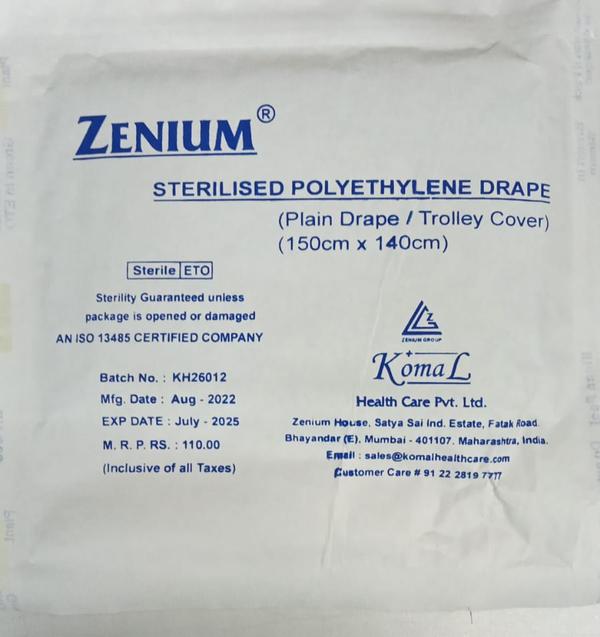 ZENIUM®
STERILISED POLYETHYLENE DRAPE
(Plain Drape / Trolley Cover)
(150cm x 140cm)
Sterile ETO
Sterility Guaranteed unless
package is opened or damaged
AN ISO 13485 CERTIFIED COMPANY
Batch No. : KH26012
Mfg. Date : Aug - 2022
EXP DATE : July - 2025
M. R. P. RS. : 110.00
(Inclusive of all Taxes)
ZENIUM GROUP
Komal
Health Care Pvt. Ltd.
Zenium House, Satya Sai Ind. Estate, Fatak Road.
Bhayandar (E). Mumbai - 401107. Maharashtra, India.
Email : sales@komalhealthcare.com
Customer Care # 91 22 2819 7777